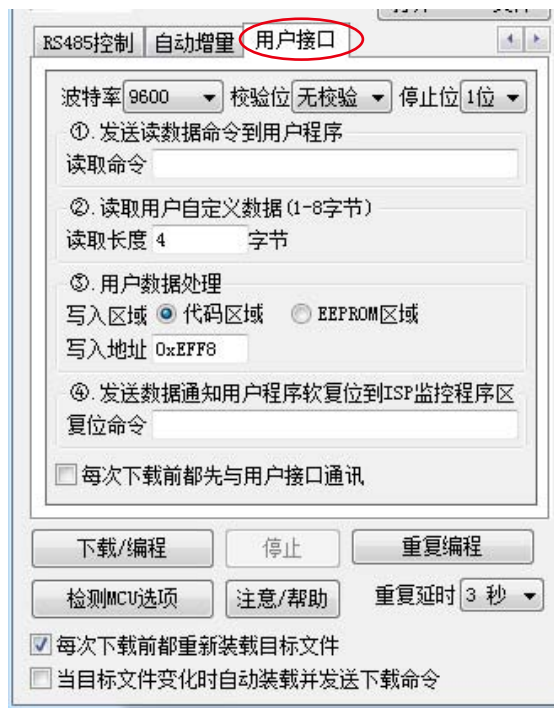 RS485控制 自动增量 用户接口
波特率 9600 校验位 无校验 停止位 1位
①.发送读数据命令到用户程序
读取命令
②.读取用户自定义数据(1-8字节)
读取长度 4 字节
③.用户数据处理
写入区域 代码区域 EEPROM区域
写入地址 0xEFF8
④.发送数据通知用户程序软复位到ISP监控程序区
复位命令
每次下载前都先与用户接口通讯
下载/编程 停止 重复编程
检测MCU选项 注意/帮助 重复延时 3 秒
每次下载前都重新装载目标文件
当目标文件变化时自动装载并发送下载命令